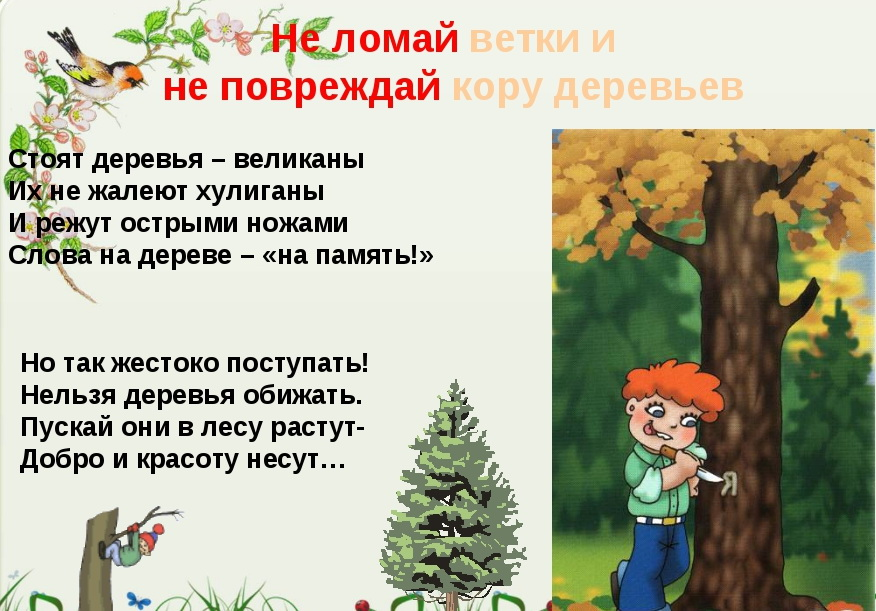 Не ломай ветки и
не повреждай кору деревьев
Стоят деревья – великаны
Их не жалеют хулиганы
И режут острыми ножами
Слова на дереве – «на память!»
Но так жестоко поступать!
Нельзя деревья обижать.
Пускай они в лесу растут-
Добро и красоту несут…
Я